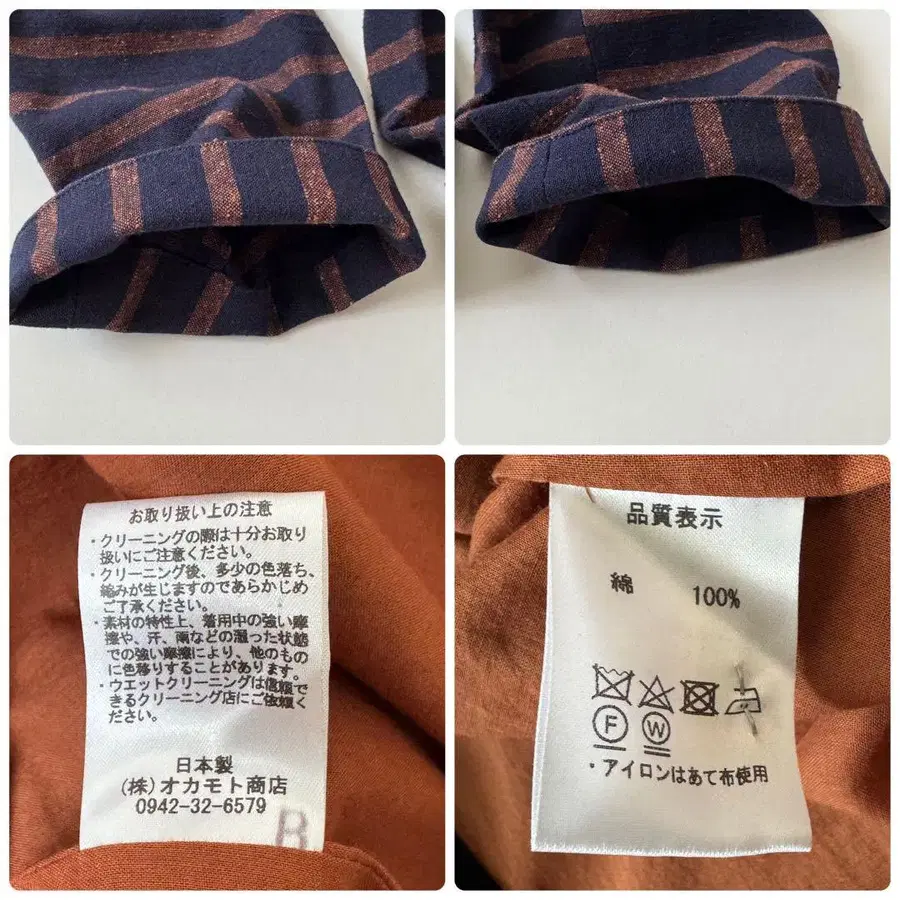 お取り扱い上の注意
・クリーニングの際は十分お取り
扱いにご注意ください。
・クリーニング後、多少の色落ち、
縮みが生じますのであらかじめ
ご了承ください。
・素材の特性上、着用中の強い摩
擦や、汗、雨などの湿った状態
での強い摩擦により、他のもの
に色移りすることがあります。
・ウエットクリーニングは信頼で
きるクリーニング店にご依頼く
ださい。
日本製
(株)オカモト商店
0942-32-6579
B
品質表示
綿 100%
F W
・アイロンはあて布使用